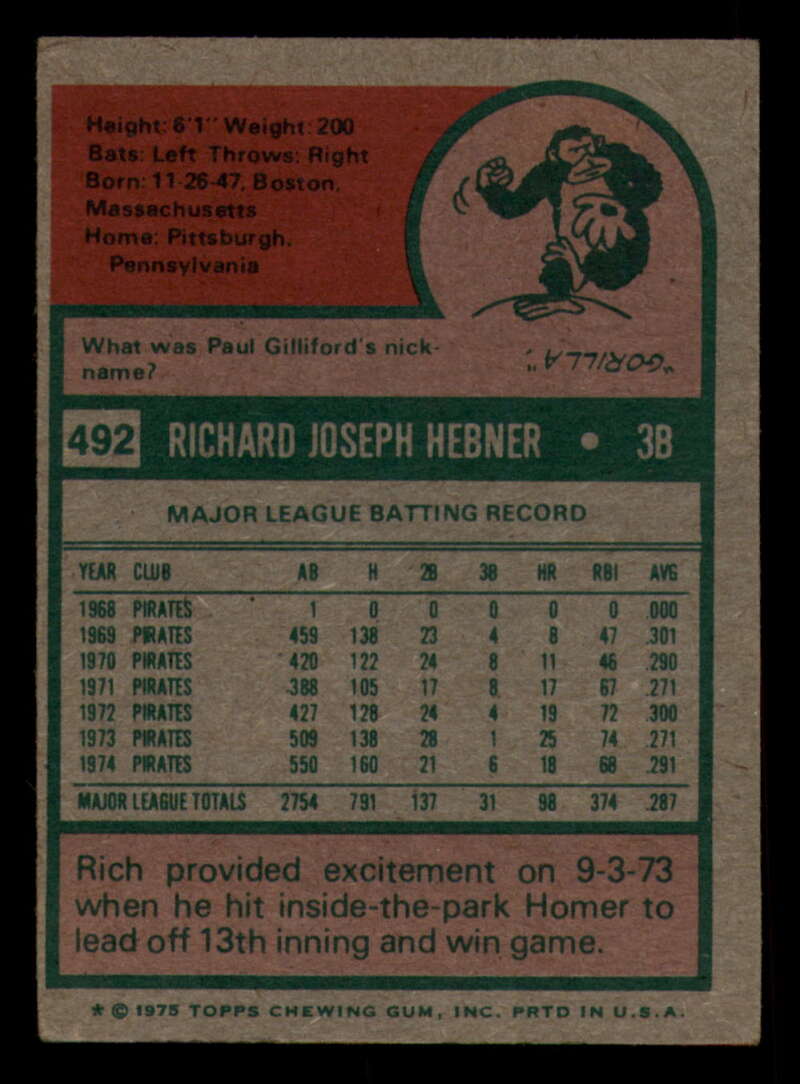 Height: 6'1" Weight: 200
Bats: Left Throws: Right
Born: 11-26-47, Boston,
Massachusetts
Home: Pittsburgh,
Pennsylvania
What was Paul Gilliford's nick-
name?
"GORILLA".
492 RICHARD JOSEPH HEBNER • 3B
MAJOR LEAGUE BATTING RECORD
YEAR CLUB AB H 2B 3B HR RBI AVG
1968 PIRATES 1 0 0 0 0 0 .000
1969 PIRATES 459 138 23 4 8 47 .301
1970 PIRATES 420 122 24 8 11 46 .290
1971 PIRATES 388 105 17 8 17 67 .271
1972 PIRATES 427 128 24 4 19 72 .300
1973 PIRATES 509 138 28 1 25 74 .271
1974 PIRATES 550 160 21 6 18 68 .291
MAJOR LEAGUE TOTALS 2754 791 137 31 98 374 .287
Rich provided excitement on 9-3-73
when he hit inside-the-park Homer to
lead off 13th inning and win game.
* © 1975 TOPPS CHEWING GUM, INC. PRTD IN U.S.A.